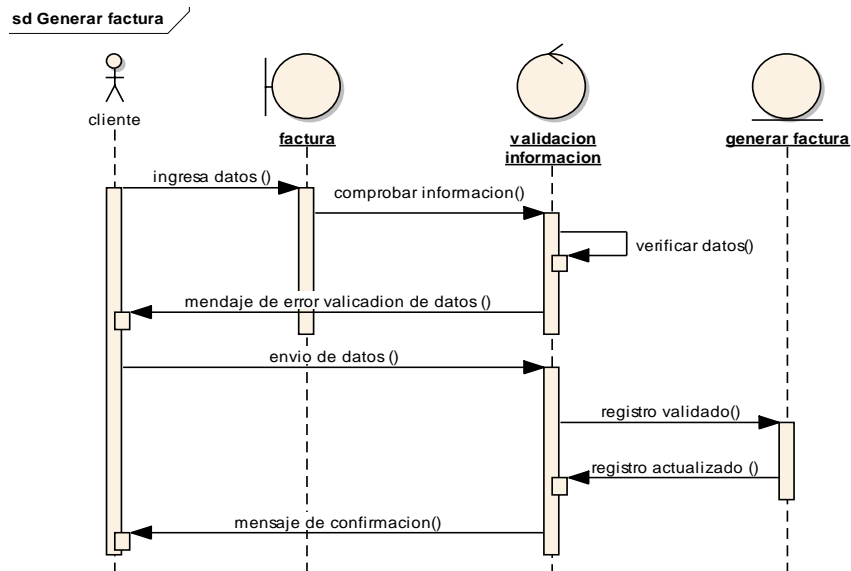 sd Generar factura
cliente
factura
validacion
informacion
generar factura
ingresa datos ()
comprobar informacion()
verificar datos()
mendaje de error valicadion de datos ()
envio de datos ()
registro validado()
registro actualizado ()
mensaje de confirmacion()